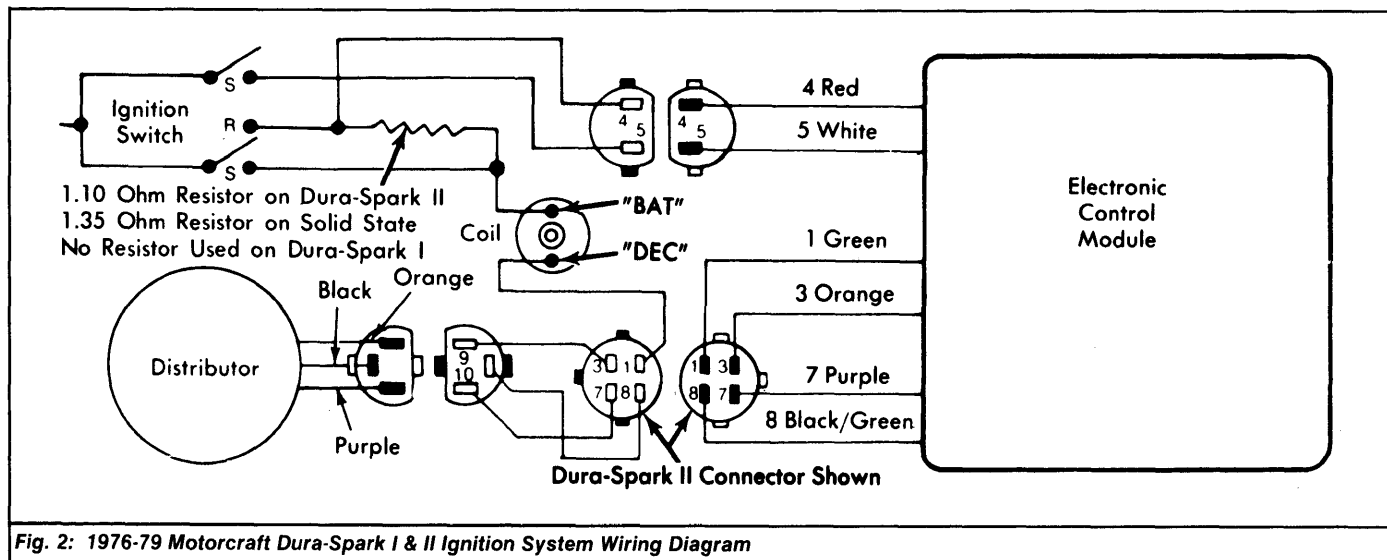 S
Ignition
Switch
R
S
1.10 Ohm Resistor on Dura-Spark II
1.35 Ohm Resistor on Solid State
No Resistor Used on Dura-Spark I
4
5
4
5
4 Red
5 White
Coil
"BAT"
"DEC"
Electronic
Control
Module
1 Green
3 Orange
7 Purple
8 Black/Green
Orange
Black
Distributor
Purple
9
10
3 1
7 8
1 3
8 7
Dura-Spark II Connector Shown
Fig. 2: 1976-79 Motorcraft Dura-Spark I & II Ignition System Wiring Diagram